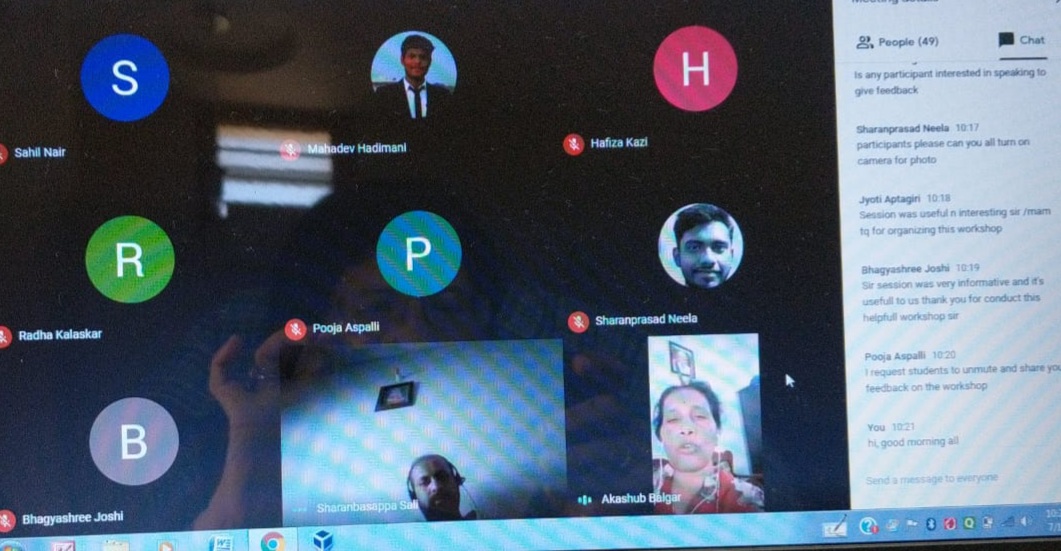 S
H
Sahil Nair
Mahadev Hadimani
Hafiza Kazi
R
P
Radha Kalaskar
Pooja Aspalli
Sharanprasad Neela
B
Bhagyashree Joshi
Sharanbasappa Sali
Akashub Balgar
People (49)
Chat
Is any participant interested in speaking to
give feedback
Sharanprasad Neela 10:17
participants please can you all turn on
camera for photo
Jyoti Aptagiri 10:18
Session was useful n interesting sir /mam
tq for organizing this workshop
Bhagyashree Joshi 10:19
Sir session was very informative and it's
usefull to us thank you for conduct this
helpfull workshop sir
Pooja Aspalli 10:20
I request students to unmute and share
feedback on the workshop
You 10:21
hi, good morning all
Send a message to everyone